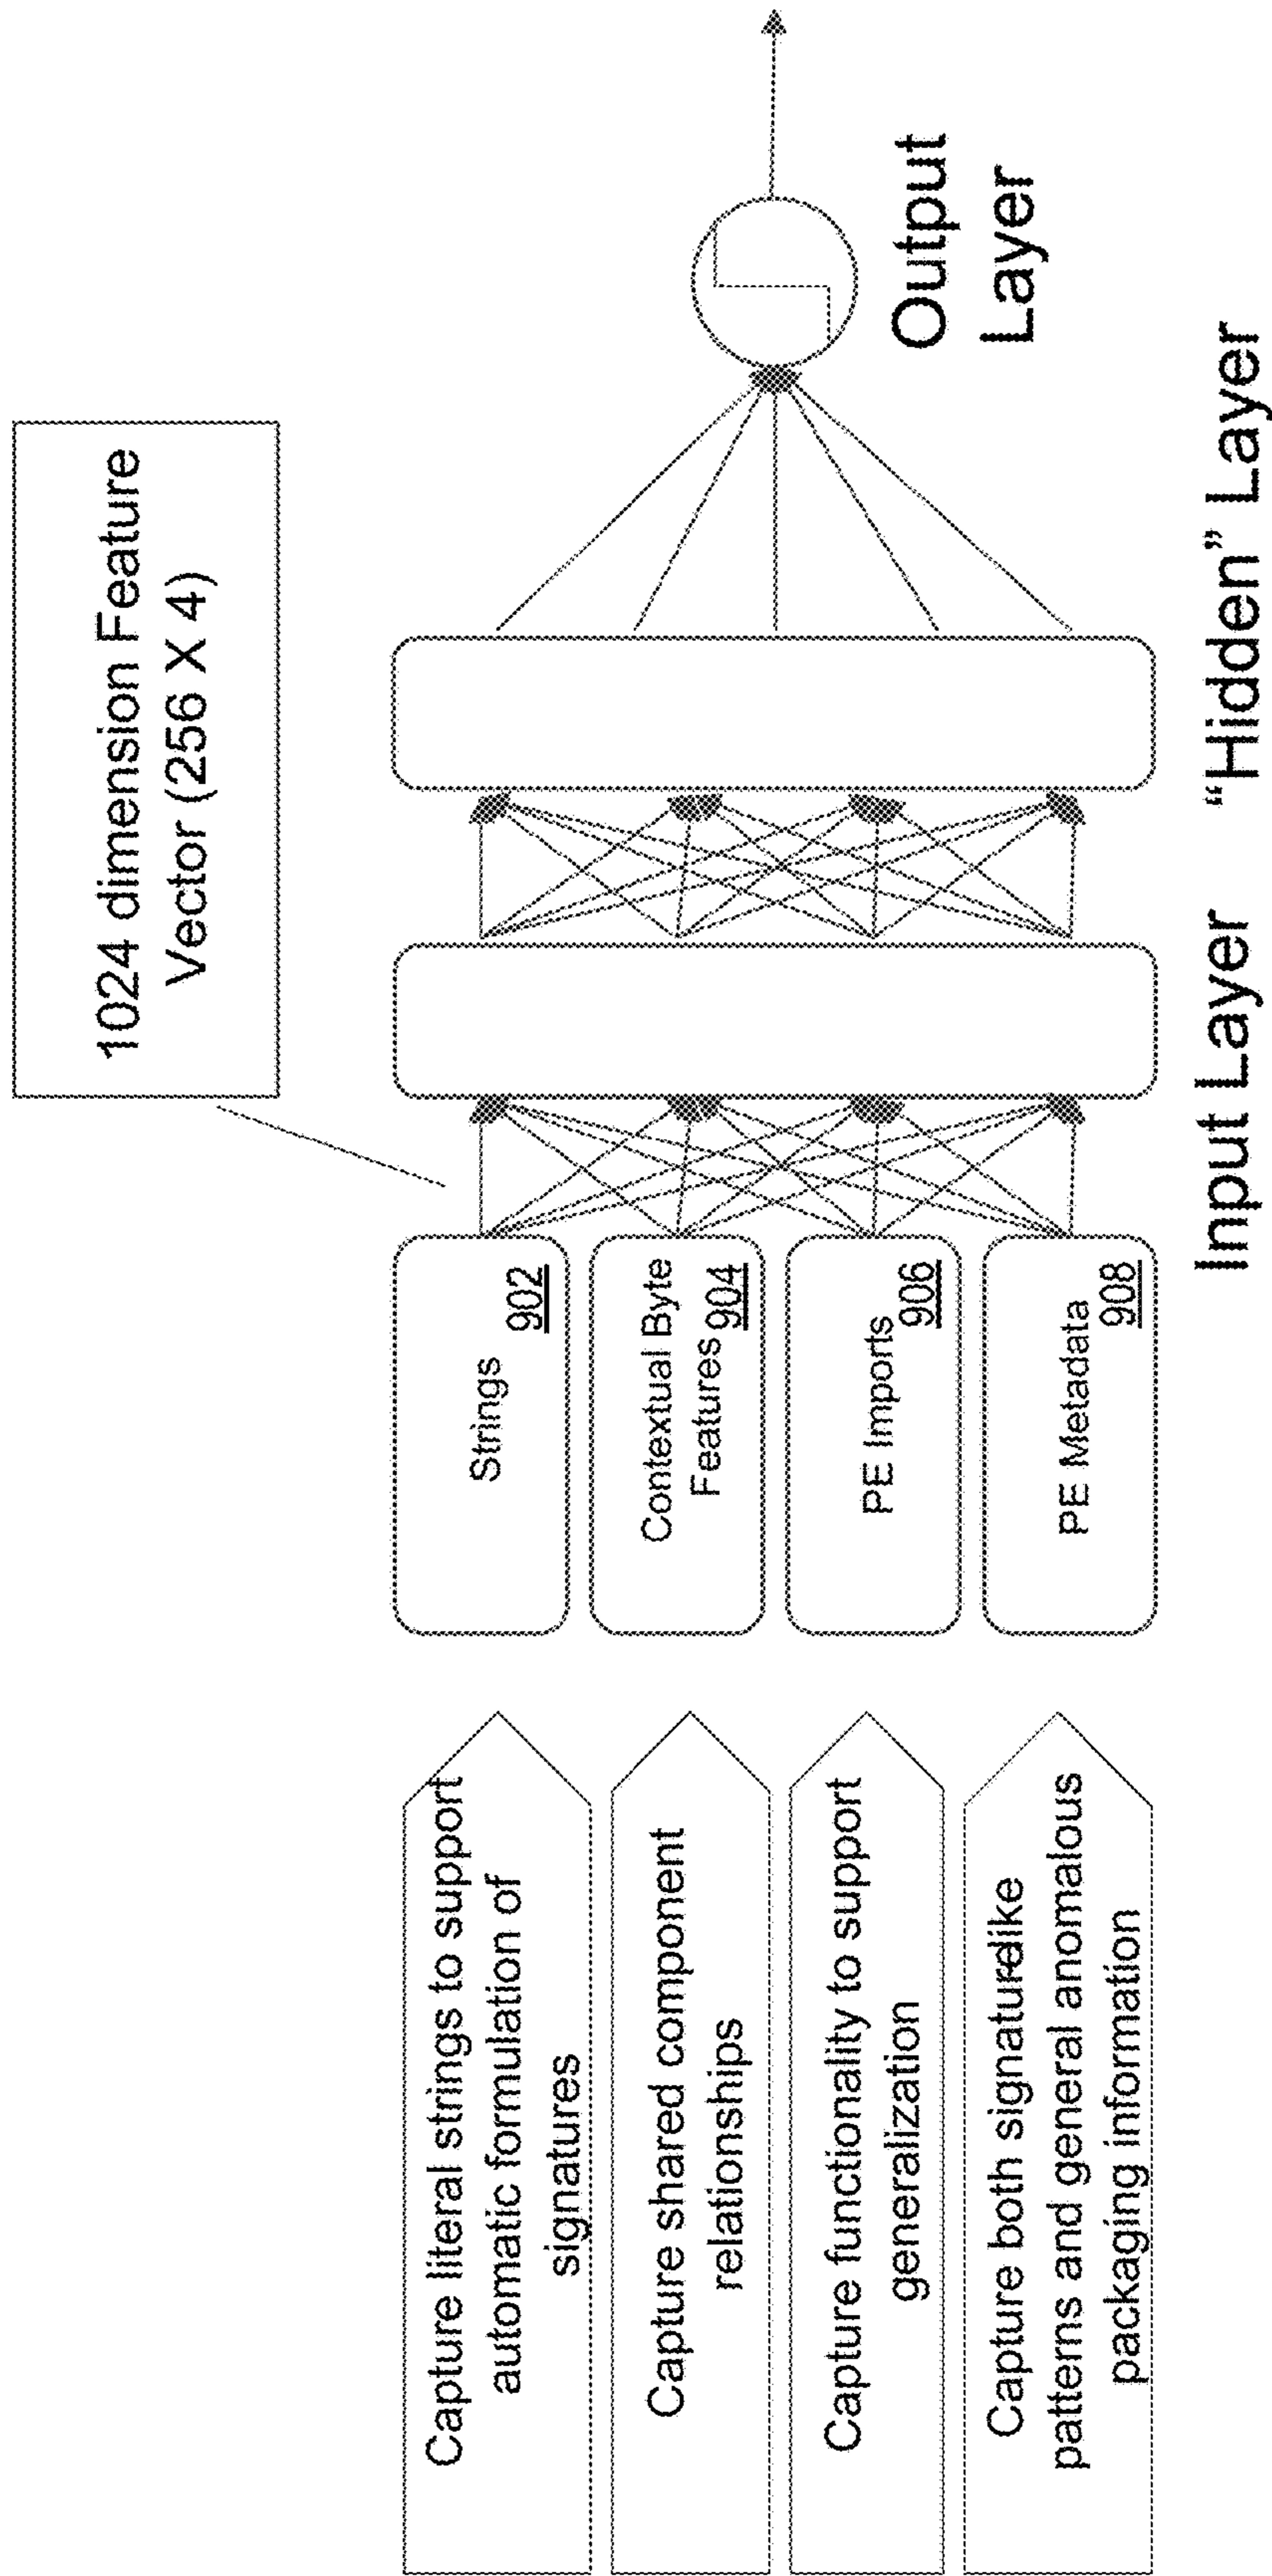 1024 dimension Feature
Vector (256 X 4)
Capture literal strings to support
automatic formulation of
signatures
Capture shared component
relationships
Capture functionality to support
generalization
Capture both signaturelike
patterns and general anomalous
packaging information
Strings
902
Contextual Byte
Features 904
PE Imports
906
PE Metadata
908
Output
Layer
Input Layer
“Hidden” Layer